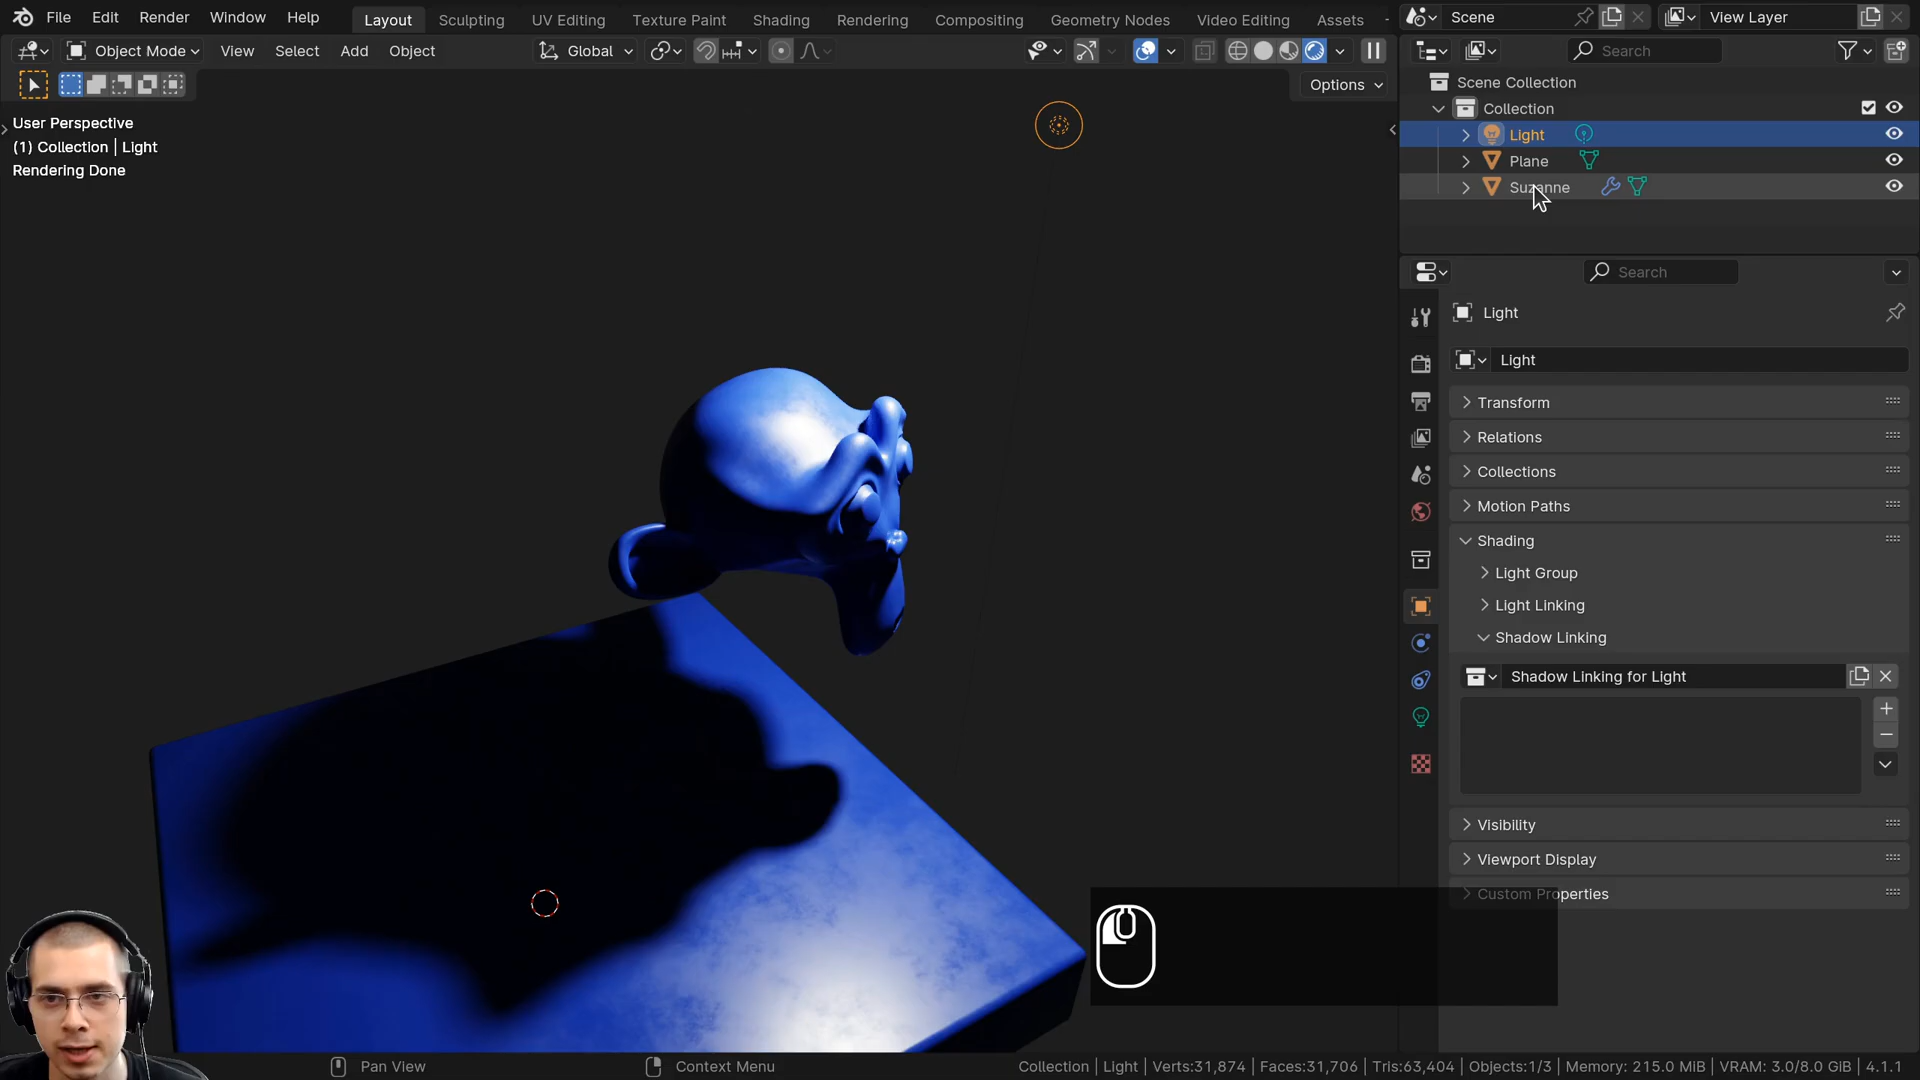 File Edit Render Window Help Layout Sculpting UV Editing Texture Paint Shading Rendering Compositing Geometry Nodes Video Editing Assets Scene View Layer
Object Mode View Select Add Object Global Search
Options
Scene Collection
Collection
Light
Plane
Suzanne
User Perspective
(1) Collection | Light
Rendering Done
Search
Light
Light
Transform
Relations
Collections
Motion Paths
Shading
Light Group
Light Linking
Shadow Linking
Shadow Linking for Light
Visibility
Viewport Display
Custom Properties
Pan View Context Menu Collection | Light | Verts:31,874 | Faces:31,706 | Tris:63,404 | Objects:1/3 | Memory: 215.0 MiB | VRAM: 3.0/8.0 GiB | 4.1.1